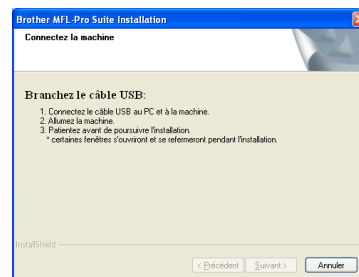 Brother MFL-Pro Suite Installation
Connectez la machine
Branchez le câble USB:
1. Connectez le câble USB au PC et à la machine.
2. Allumez la machine.
3. Patientez avant de poursuivre l'installation.
* certaines fenêtres s'ouvriront et se refermeront pendant l'installation.
InstallShield
< Précédent Suivant > Annuler